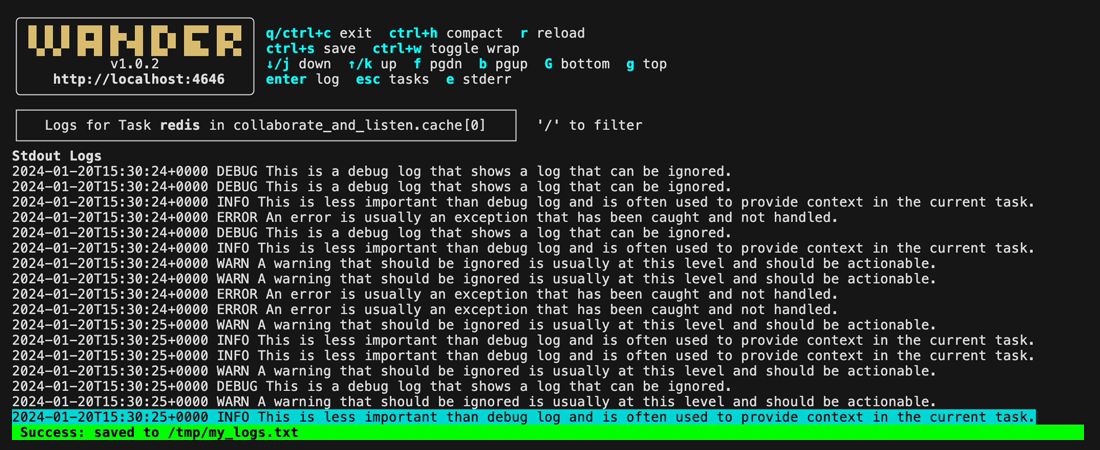 WANDER
v1.0.2
http://localhost:4646
q/ctrl+c exit  ctrl+h compact  r reload
ctrl+s save  ctrl+w toggle wrap
↓/j down  ↑/k up  f pgdn  b pgup  G bottom  g top
enter log  esc tasks  e stderr
Logs for Task redis in collaborate_and_listen.cache[0]
'/' to filter
Stdout Logs
2024-01-20T15:30:24+0000 DEBUG This is a debug log that shows a log that can be ignored.
2024-01-20T15:30:24+0000 DEBUG This is a debug log that shows a log that can be ignored.
2024-01-20T15:30:24+0000 INFO This is less important than debug log and is often used to provide context in the current task.
2024-01-20T15:30:24+0000 ERROR An error is usually an exception that has been caught and not handled.
2024-01-20T15:30:24+0000 DEBUG This is a debug log that shows a log that can be ignored.
2024-01-20T15:30:24+0000 INFO This is less important than debug log and is often used to provide context in the current task.
2024-01-20T15:30:24+0000 WARN A warning that should be ignored is usually at this level and should be actionable.
2024-01-20T15:30:24+0000 WARN A warning that should be ignored is usually at this level and should be actionable.
2024-01-20T15:30:24+0000 ERROR An error is usually an exception that has been caught and not handled.
2024-01-20T15:30:24+0000 ERROR An error is usually an exception that has been caught and not handled.
2024-01-20T15:30:25+0000 WARN A warning that should be ignored is usually at this level and should be actionable.
2024-01-20T15:30:25+0000 INFO This is less important than debug log and is often used to provide context in the current task.
2024-01-20T15:30:25+0000 INFO This is less important than debug log and is often used to provide context in the current task.
2024-01-20T15:30:25+0000 WARN A warning that should be ignored is usually at this level and should be actionable.
2024-01-20T15:30:25+0000 DEBUG This is a debug log that shows a log that can be ignored.
2024-01-20T15:30:25+0000 WARN A warning that should be ignored is usually at this level and should be actionable.
2024-01-20T15:30:25+0000 INFO This is less important than debug log and is often used to provide context in the current task.
Success: saved to /tmp/my_logs.txt